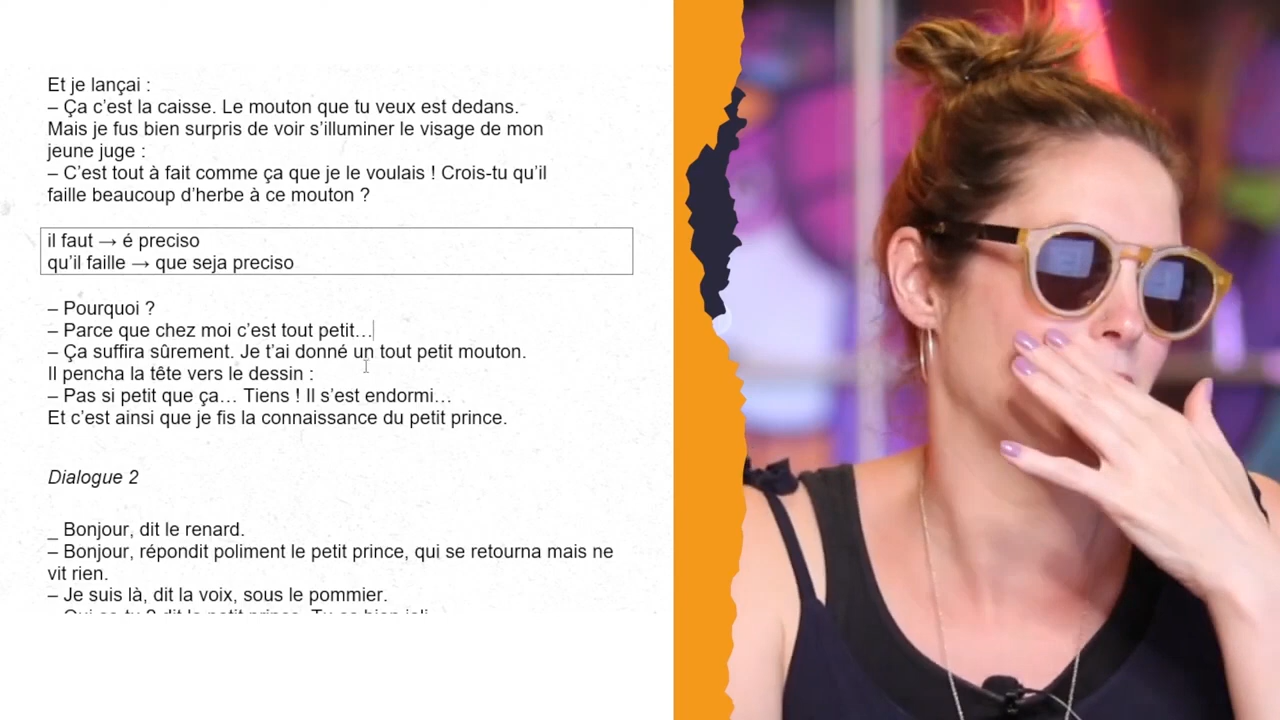 Et je lançai :
– Ça c’est la caisse. Le mouton que tu veux est dedans.
Mais je fus bien surpris de voir s’illuminer le visage de mon
jeune juge :
– C’est tout à fait comme ça que je le voulais ! Crois-tu qu’il
faille beaucoup d’herbe à ce mouton ?
il faut → é preciso
qu’il faille → que seja preciso
– Pourquoi ?
– Parce que chez moi c’est tout petit…
– Ça suffira sûrement. Je t’ai donné un tout petit mouton.
Il pencha la tête vers le dessin :
– Pas si petit que ça… Tiens ! Il s’est endormi…
Et c’est ainsi que je fis la connaissance du petit prince.
Dialogue 2
_ Bonjour, dit le renard.
– Bonjour, répondit poliment le petit prince, qui se retourna mais ne
vit rien.
– Je suis là, dit la voix, sous le pommier.